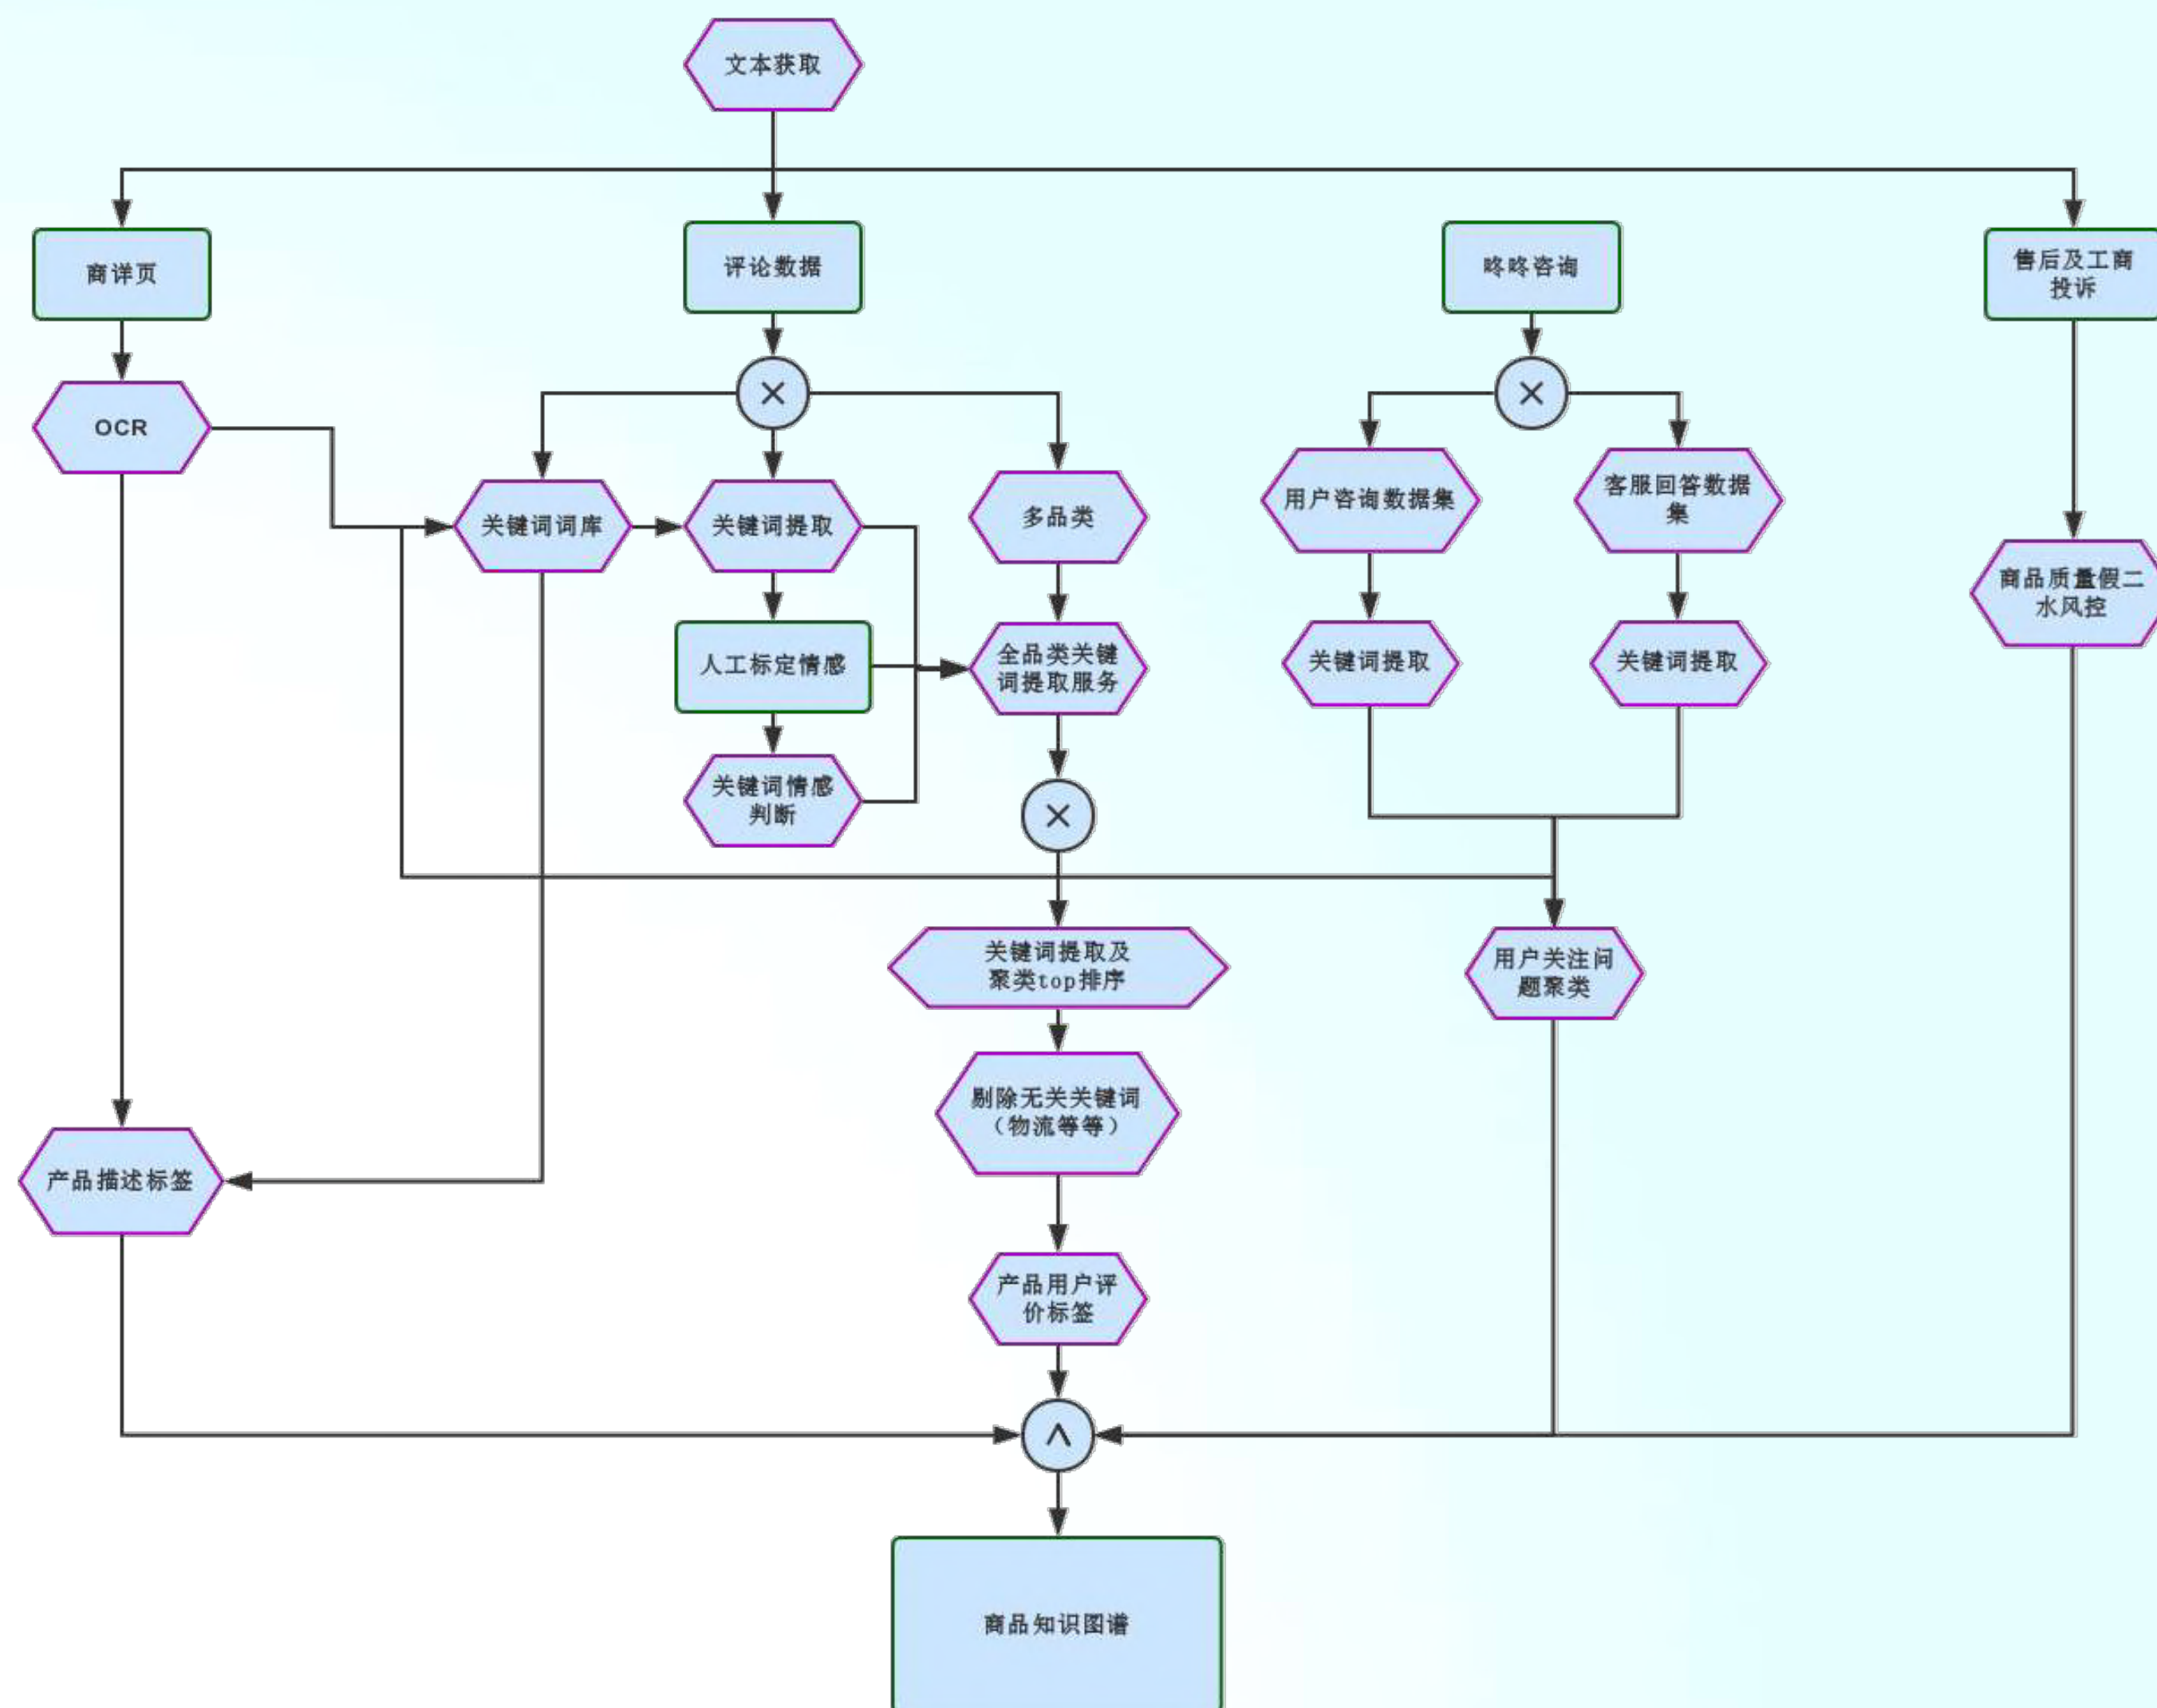 文本获取
商详页
评论数据
咚咚咨询
售后及工商
投诉
OCR
关键词词库
关键词提取
多品类
用户咨询数据集
客服回答数据
集
商品质量假二
水风控
人工标定情感
全品类关键
词提取服务
关键词提取
关键词提取
关键词情感
判断
关键词提取及
聚类top排序
用户关注问
题聚类
剔除无关关键词
（物流等等）
产品描述标签
产品用户评
价标签
商品知识图谱